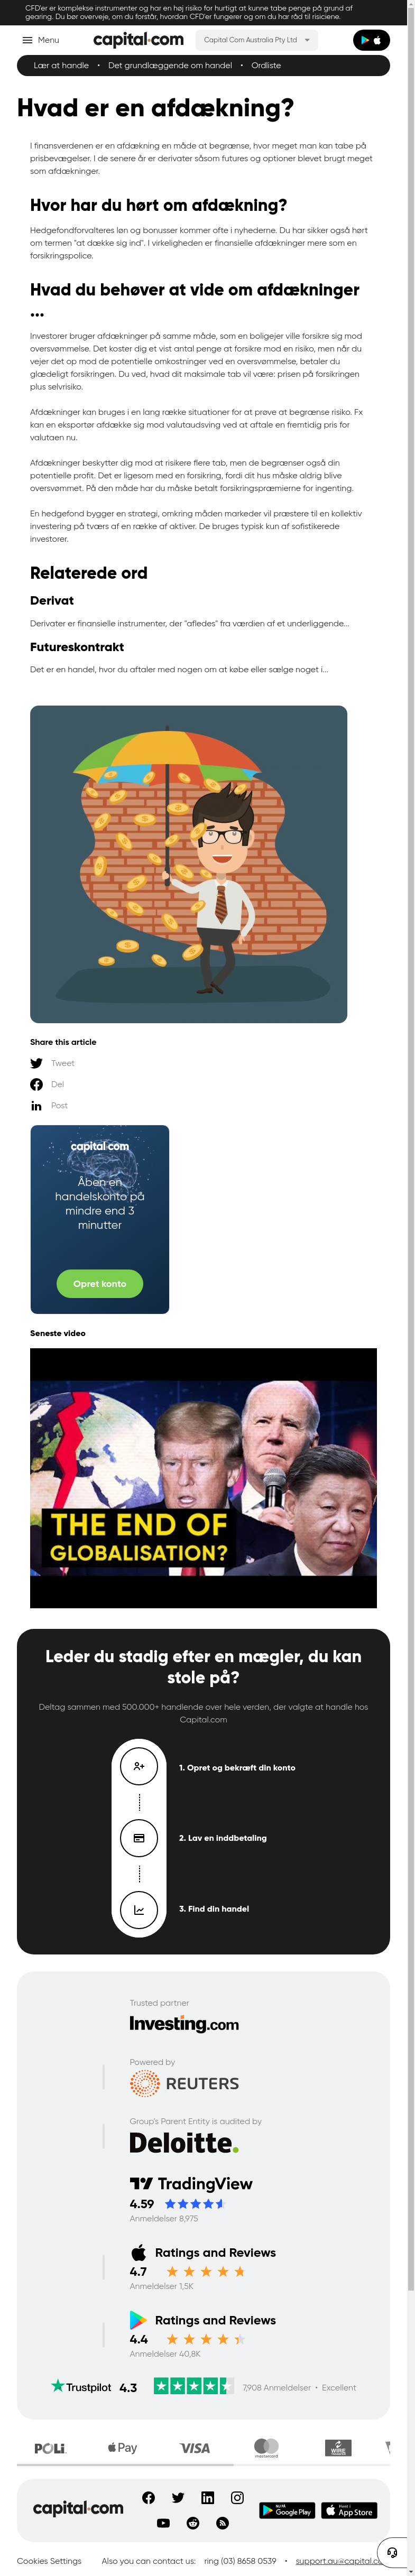 CFD'er er komplekse instrumenter og har en høj risiko for hurtigt at kunne tabe penge på grund af
gearing. Du bør overveje, om du forstår, hvordan CFD'er fungerer og om du har råd til risiciene.
Menu
capital.com
Capital Com Australia Pty Ltd
Lær at handle • Det grundlæggende om handel • Ordliste
Hvad er en afdækning?
I finansverdenen er en afdækning en måde at begrænse, hvor meget man kan tabe på
prisbevægelser. I de senere år er derivater såsom futures og optioner blevet brugt meget
som afdækninger.
Hvor har du hørt om afdækning?
Hedgefondforvalteres løn og bonusser kommer ofte i nyhederne. Du har sikker også hørt
om termen "at dække sig ind". I virkeligheden er finansielle afdækninger mere som en
forsikringspolice.
Hvad du behøver at vide om afdækninger
...
Investorer bruger afdækninger på samme måde, som en boligejer ville forsikre sig mod
oversvømmelse. Det koster dig et vist antal penge at forsikre mod en risiko, men når du
vejer det op mod de potentielle omkostninger ved en oversvømmelse, betaler du
glædeligt forsikringen. Du ved, hvad dit maksimale tab vil være: prisen på forsikringen
plus selvrisiko.
Afdækninger kan bruges i en lang række situationer for at prøve at begrænse risiko. Fx
kan en eksportør afdække sig mod valutaudsving ved at aftale en fremtidig pris for
valutaen nu.
Afdækninger beskytter dig mod at risikere flere tab, men de begrænser også din
potentielle profit. Det er ligesom med en forsikring, fordi dit hus måske aldrig blive
oversvømmet. På den måde har du måske betalt forsikringspræmierne for ingenting.
En hedgefond bygger en strategi, omkring måden markeder vil præstere til en kollektiv
investering på tværs af en række af aktiver. De bruges typisk kun af sofistikerede
investorer.
Relaterede ord
Derivat
Derivater er finansielle instrumenter, der "afledes" fra værdien af et underliggende...
Futureskontrakt
Det er en handel, hvor du aftaler med nogen om at købe eller sælge noget i...
Share this article
Tweet
Del
Post
capital.com
Åben en
handelskonto på
mindre end 3
minutter
Opret konto
Seneste video
THE END OF
GLOBALISATION?
Leder du stadig efter en mægler, du kan
stole på?
Deltag sammen med 500.000+ handlende over hele verden, der valgte at handle hos
Capital.com
1. Opret og bekræft din konto
2. Lav en inddbetaling
3. Find din handel
Trusted partner
Investing.com
Powered by
REUTERS
Group's Parent Entity is audited by
Deloitte.
TradingView
4.59
Anmeldelser 8,975
Ratings and Reviews
4.7
Anmeldelser 1,5K
Ratings and Reviews
4.4
Anmeldelser 40,8K
Trustpilot 4.3 7,908 Anmeldelser • Excellent
POLi Pay VISA mastercard WIRE
capital.com
Google Play
App Store
Cookies Settings Also you can contact us: ring (03) 8658 0539 •